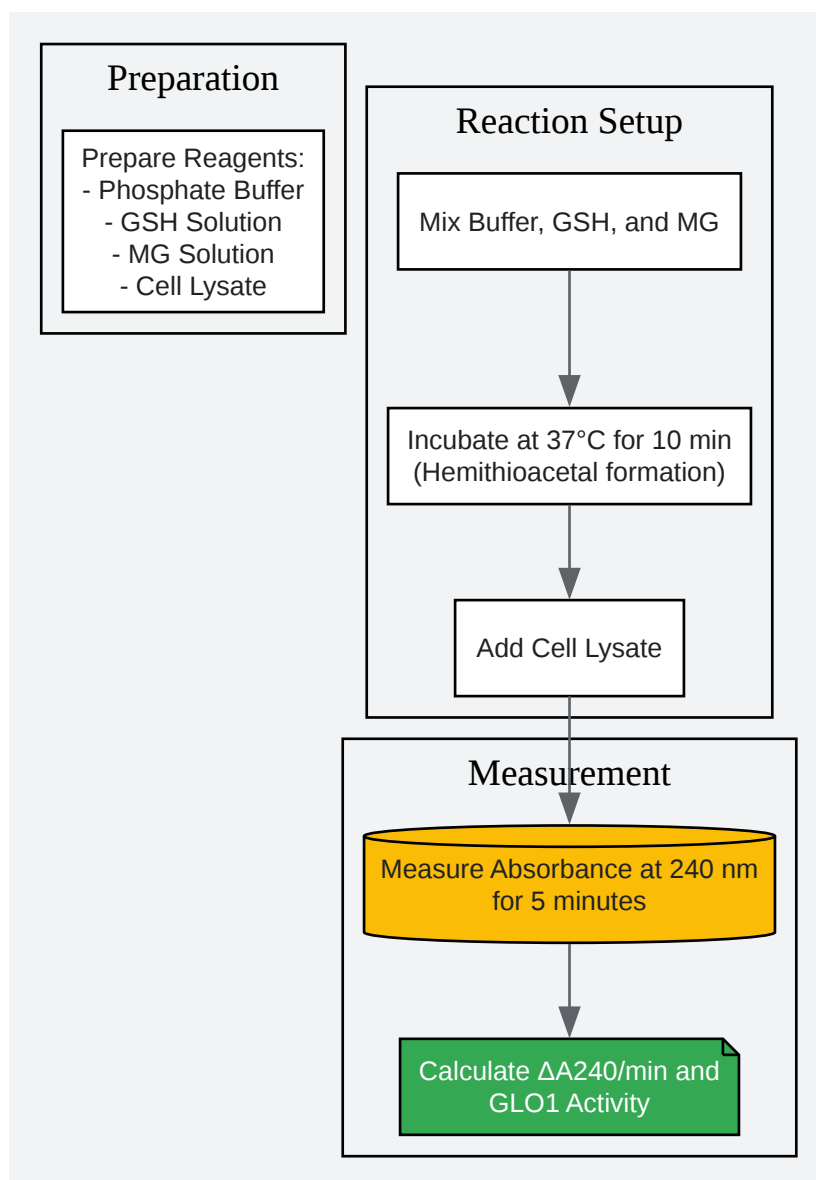 Preparation
Prepare Reagents:
- Phosphate Buffer
- GSH Solution
- MG Solution
- Cell Lysate
Reaction Setup
Mix Buffer, GSH, and MG
Incubate at 37°C for 10 min
(Hemithioacetal formation)
Add Cell Lysate
Measurement
Measure Absorbance at 240 nm
for 5 minutes
Calculate ΔA240/min and
GLO1 Activity